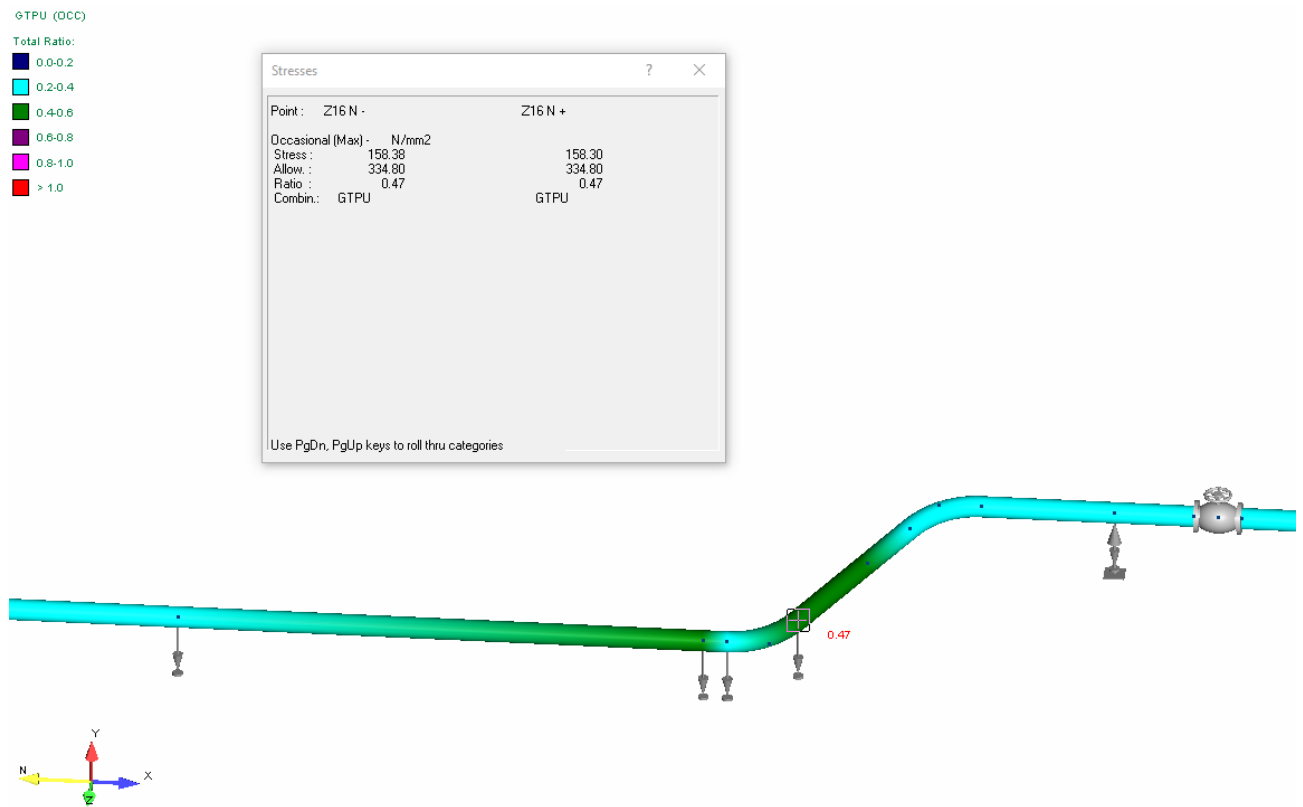 GTPU (OCC)
Total Ratio:
0.0-0.2
0.2-0.4
0.4-0.6
0.6-0.8
0.8-1.0
> 1.0
Stresses ?
Point : Z16 N - Z16 N +
Occasional (Max) - N/mm2
Stress : 158.38 158.30
Allow. : 334.80 334.80
Ratio : 0.47 0.47
Combin.: GTPU GTPU
Use PgDn, PgUp keys to roll thru categories
0.47
Y
N
X
Z